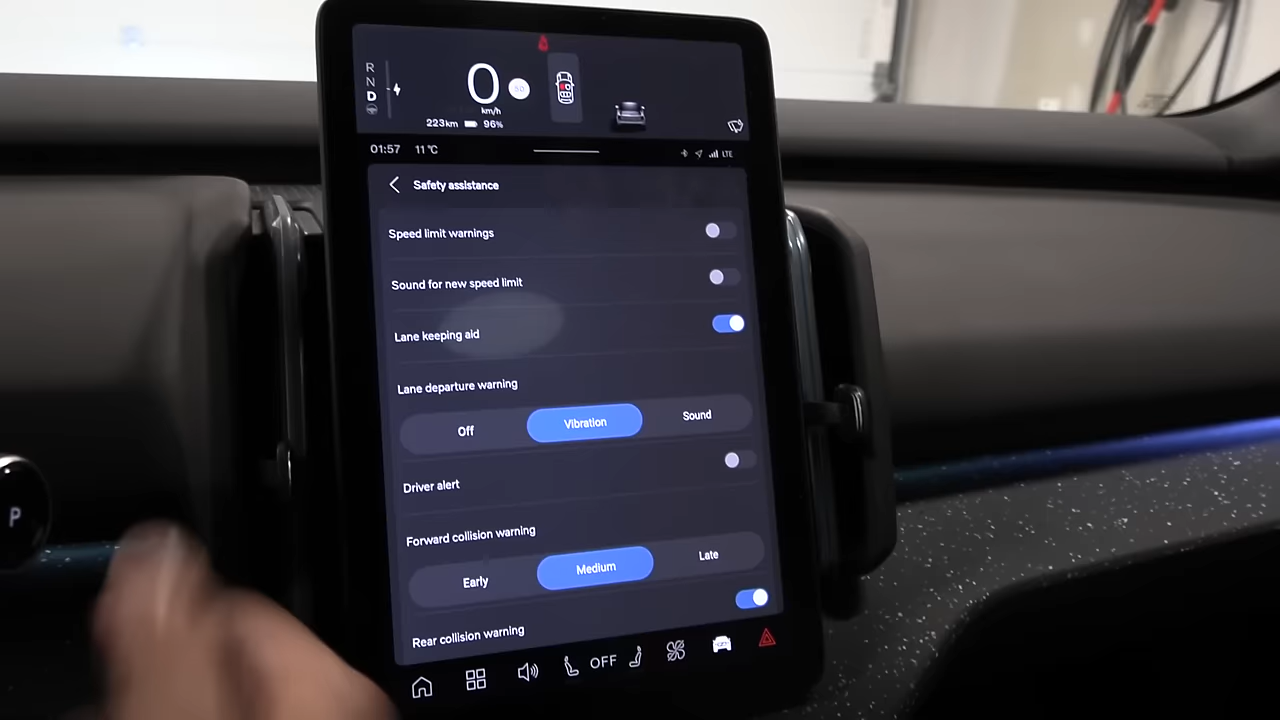 R
N
D
0
50
km/h
223km 96%
01:57 11°C
LTE
Safety assistance
Speed limit warnings
Sound for new speed limit
Lane keeping aid
Lane departure warning
Off Vibration Sound
Driver alert
Forward collision warning
Early Medium Late
Rear collision warning
OFF
P